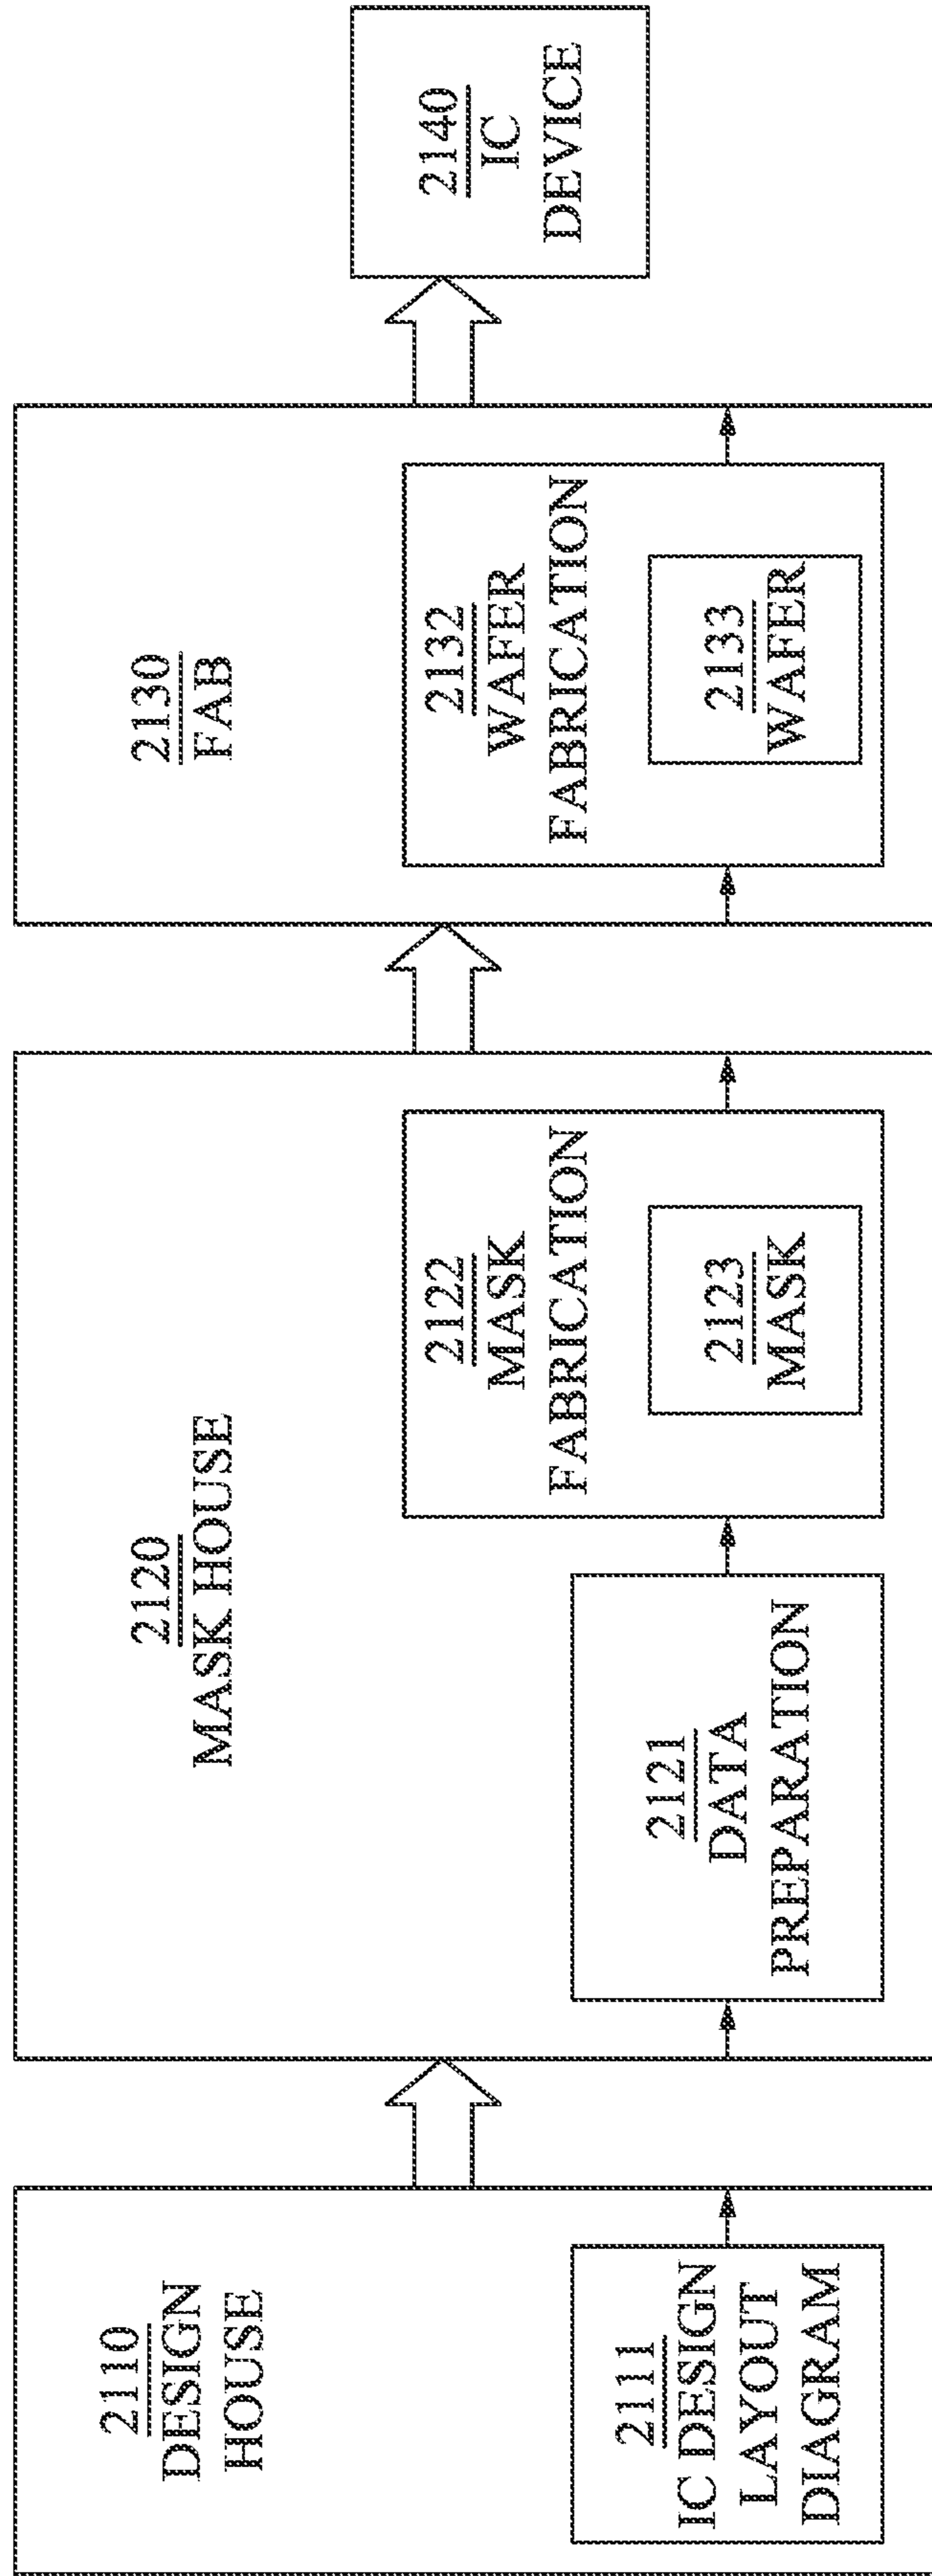 2110
DESIGN
HOUSE
2111
IC DESIGN
LAYOUT
DIAGRAM
2120
MASK HOUSE
2121
DATA
PREPARATION
2122
MASK
FABRICATION
2123
MASK
2130
FAB
2132
WAFER
FABRICATION
2133
WAFER
2140
IC
DEVICE